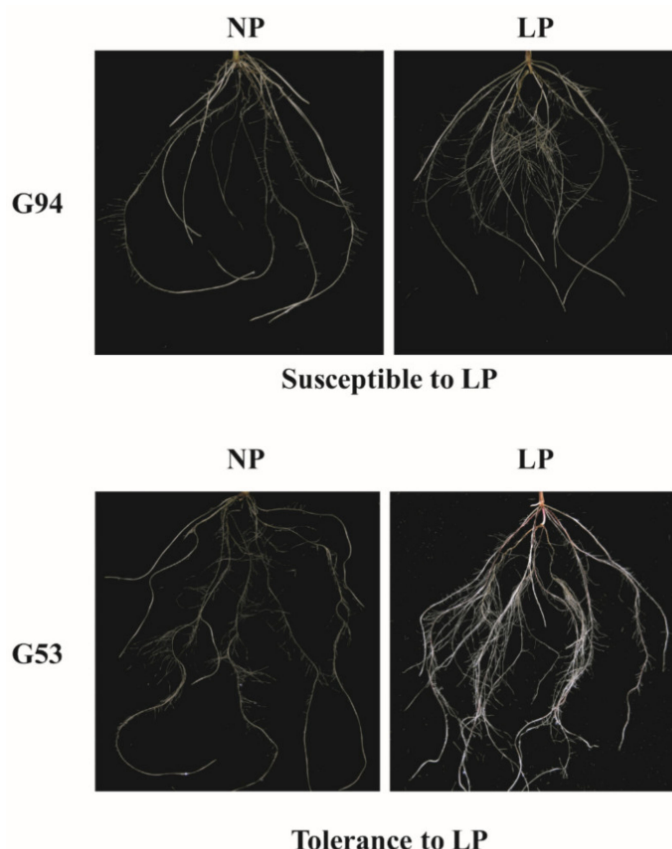 NP LP
G94
Susceptible to LP
NP LP
G53
Tolerance to LP